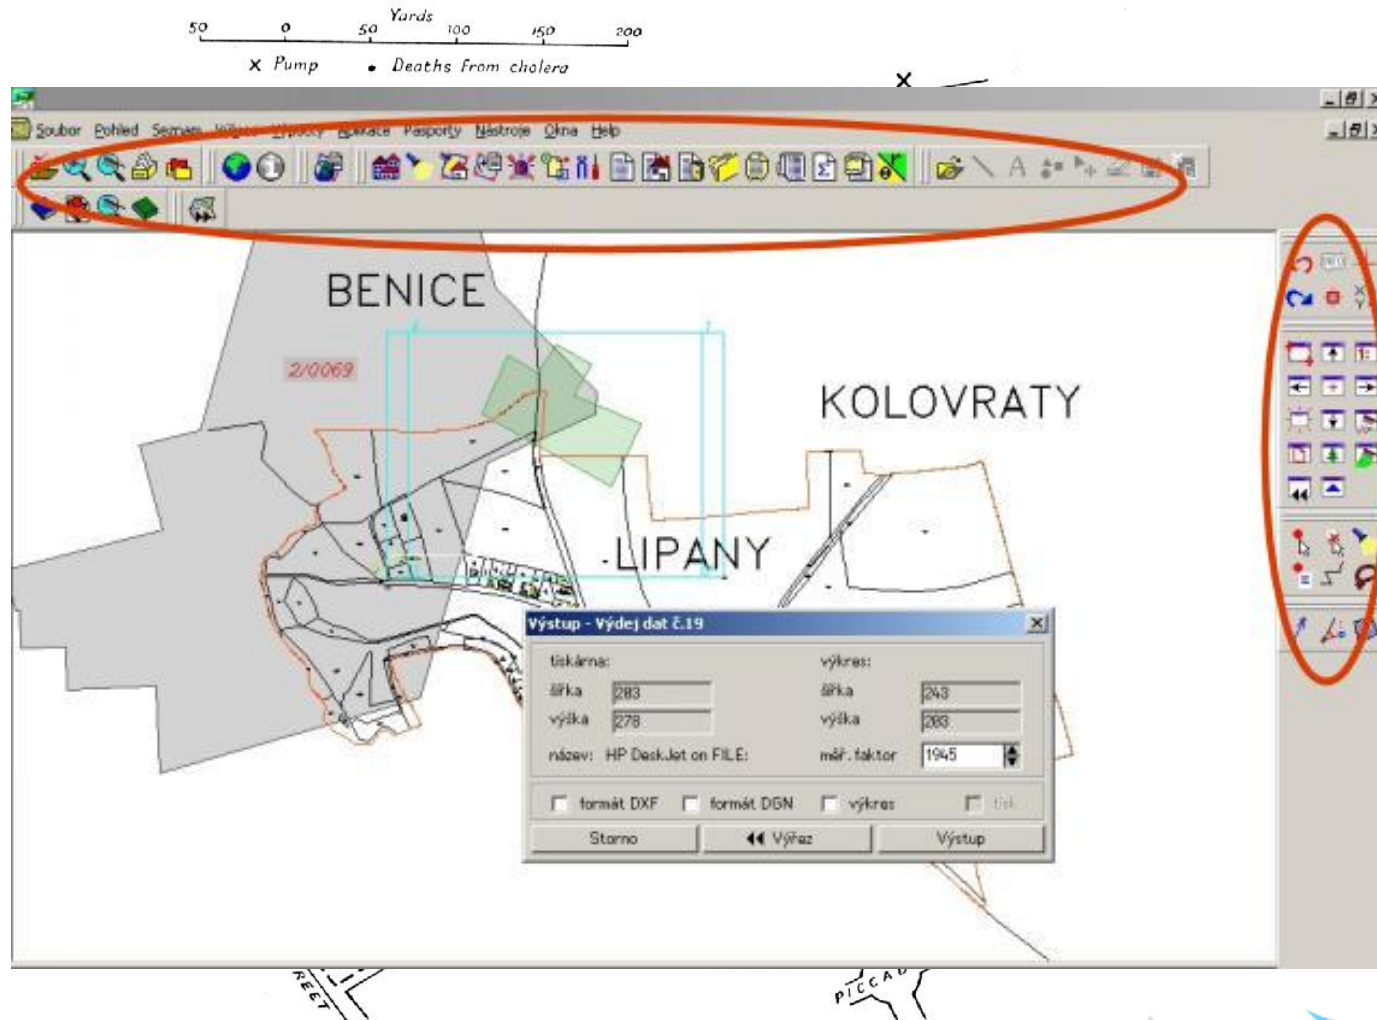 Yards
50 0 50 100 150 200
x Pump • Deaths from cholera
Soubor Pohled Seznam Aplikace Pasporty Nástroje Okna Help
BENICE
2/0069
KOLOVRATY
LIPANY
Výstup - Výdej dat č.19
tiskárna: výkres:
šířka 283 šířka 243
výška 278 výška 283
název: HP DeskJet on FILE: měř. faktor 1945
formát DXF formát DGN výkres tisk
Storno Výřez Výstup
REET